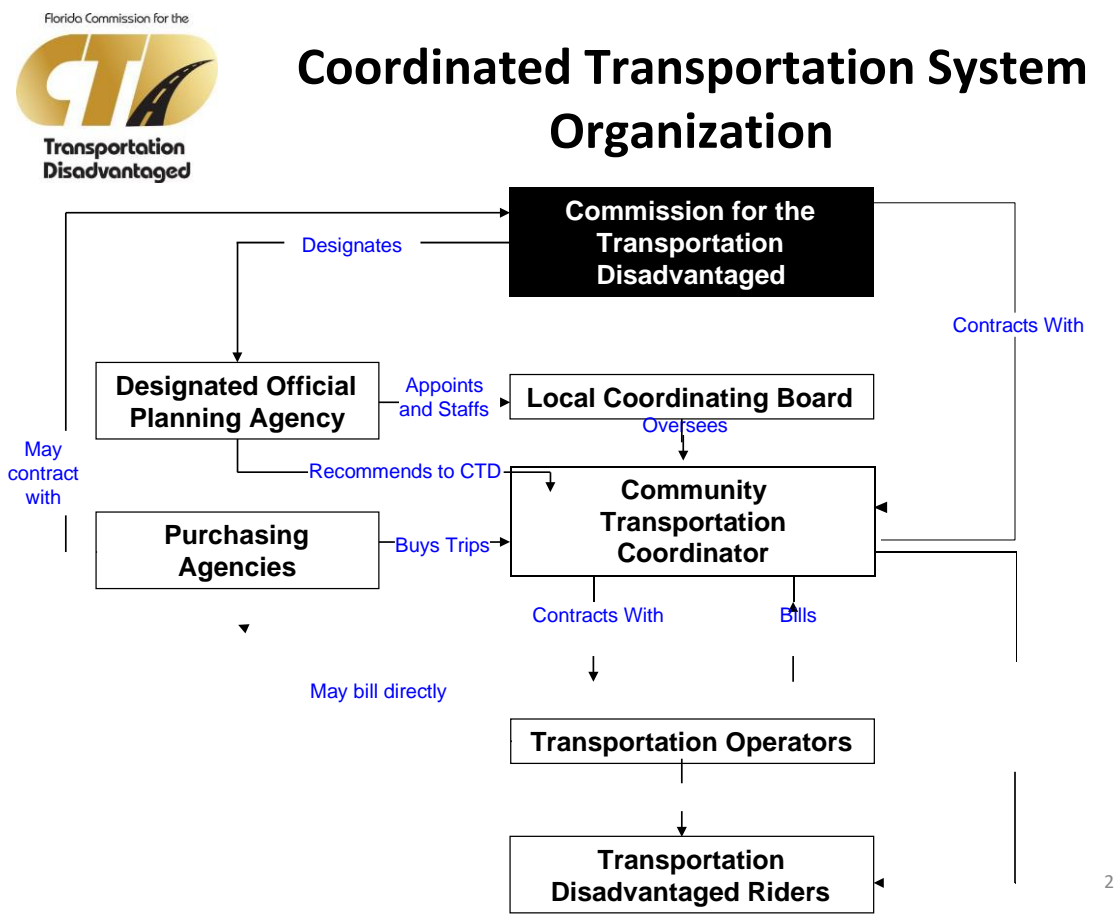 Florida Commission for the
CTD
Transportation
Disadvantaged
Coordinated Transportation System
Organization
Commission for the
Transportation
Disadvantaged
Designates
Contracts With
Designated Official
Planning Agency
Appoints
and Staffs
Local Coordinating Board
Oversees
May
contract
with
Recommends to CTD
Community
Transportation
Coordinator
Purchasing
Agencies
Buys Trips
Contracts With
Bills
May bill directly
Transportation Operators
Transportation
Disadvantaged Riders
2